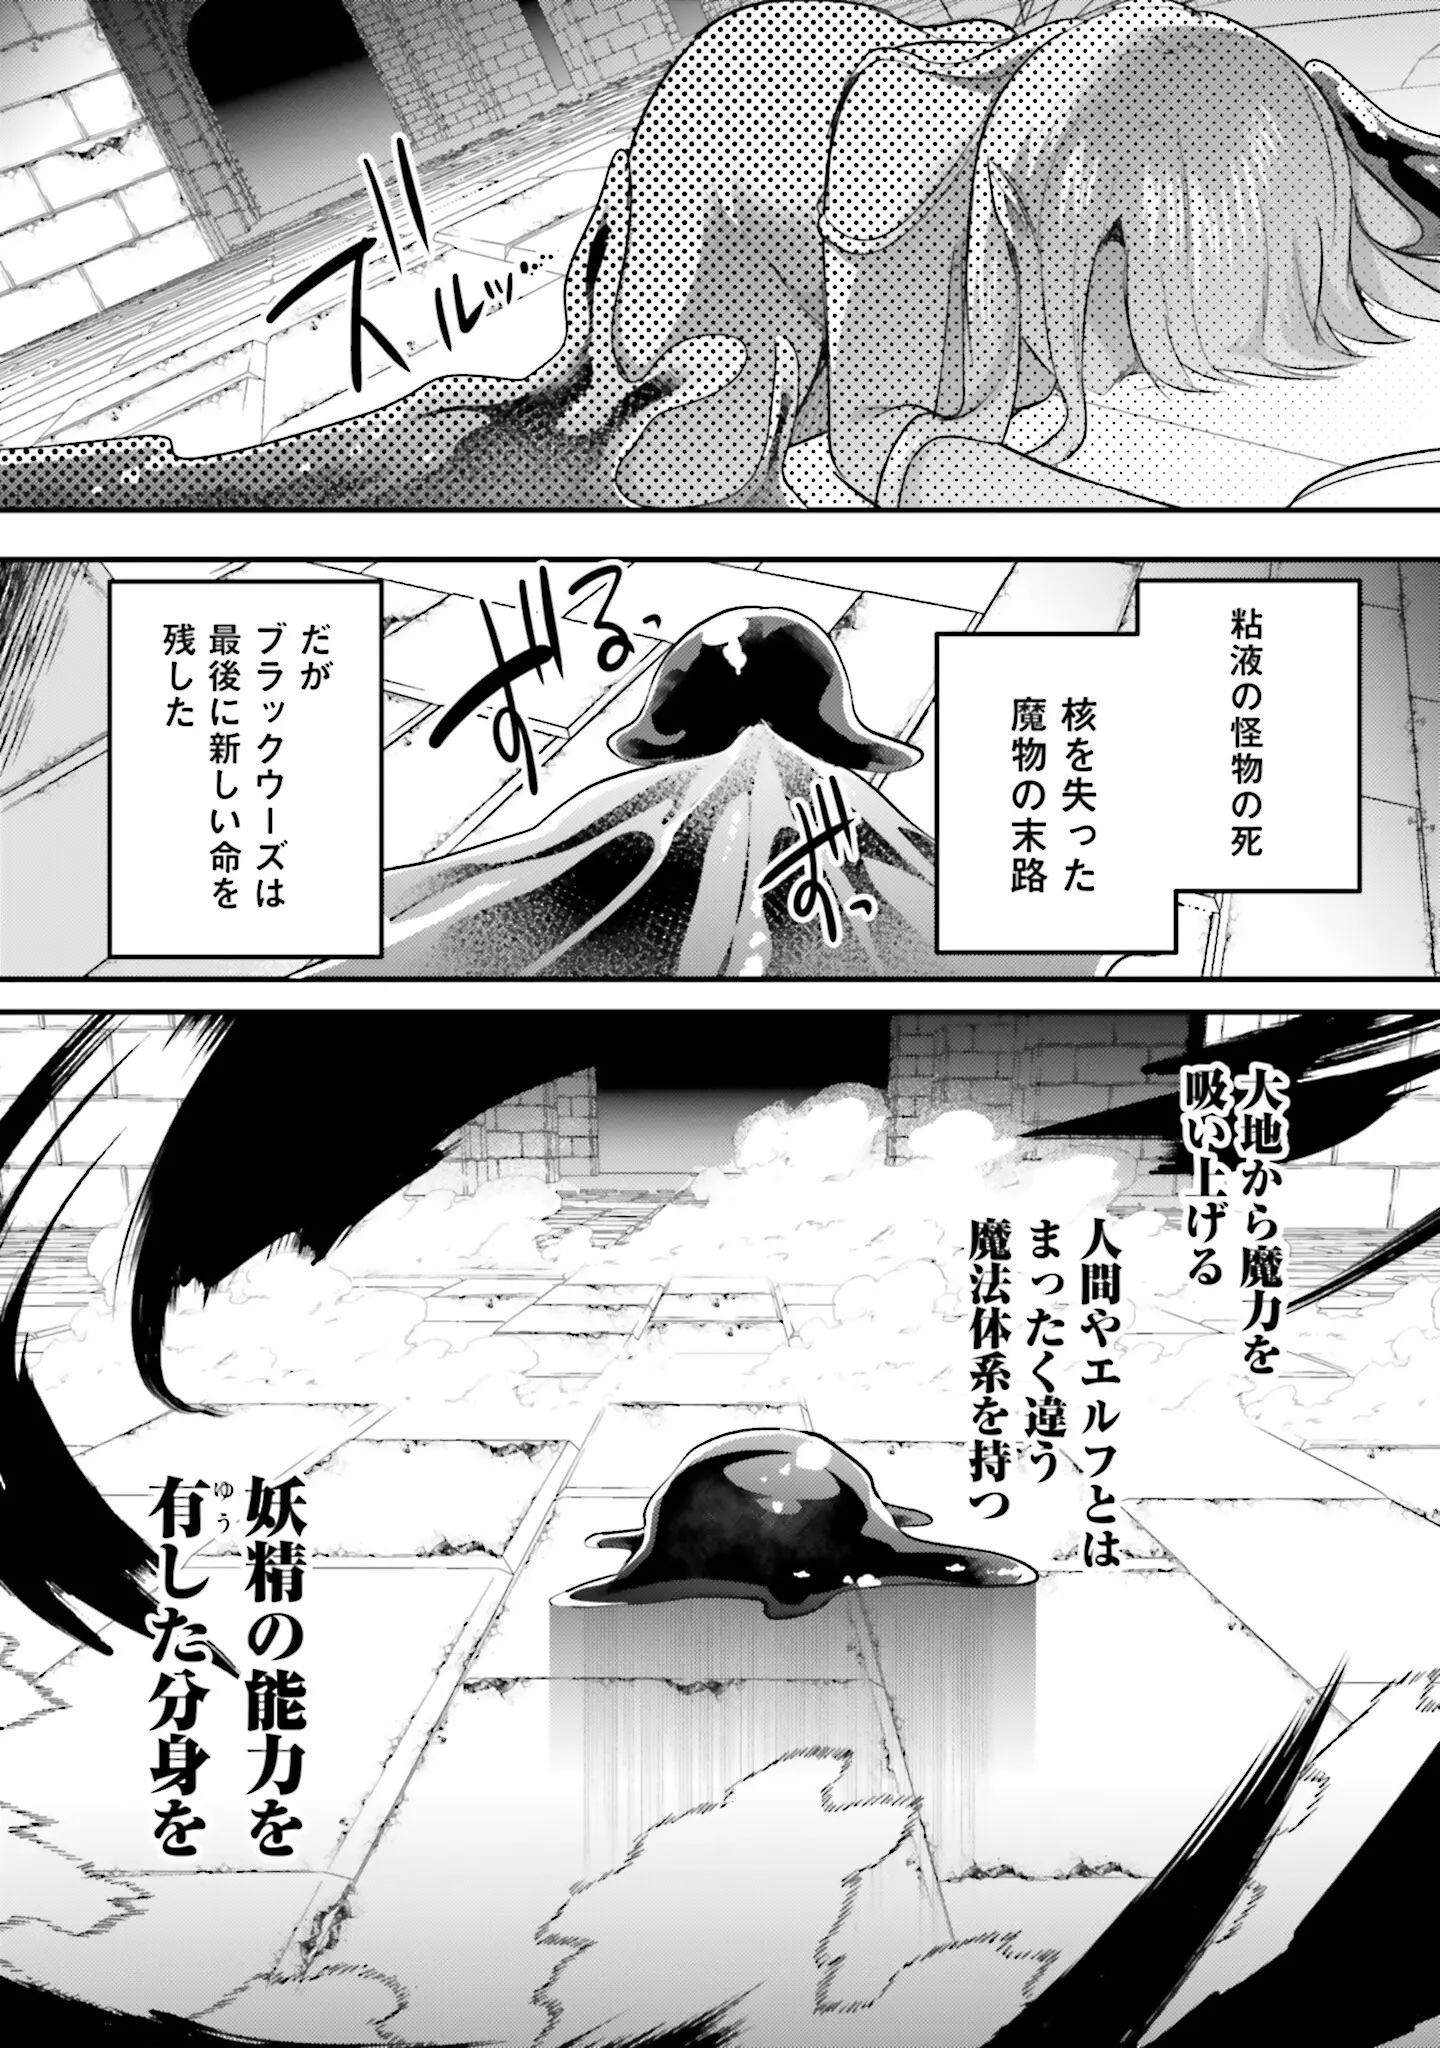 ズルッ…
粘液の怪物の死
核を失った
魔物の末路
ずるっ
ずっ
だが
ブラックウーズは
最後に新しい命を
残した
大地から魔力を
吸い上げる
人間やエルフとは
まったく違う
魔法体系を持つ
妖精の能力を
有した分身を
ゆう